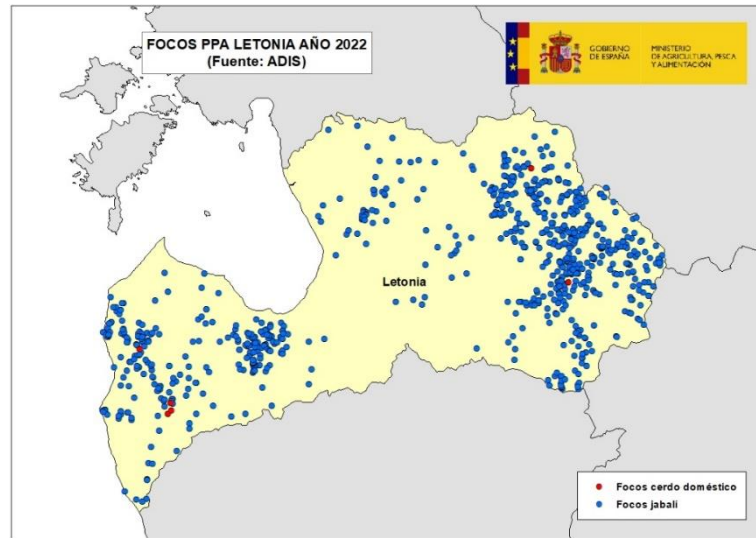 FOCOS PPA LETONIA AÑO 2022
(Fuente: ADIS)
GOBIERNO
DE ESPAÑA
MINISTERIO
DE AGRICULTURA, PESCA
Y ALIMENTACIÓN
Letonia
Focos cerdo doméstico
Focos jabalí